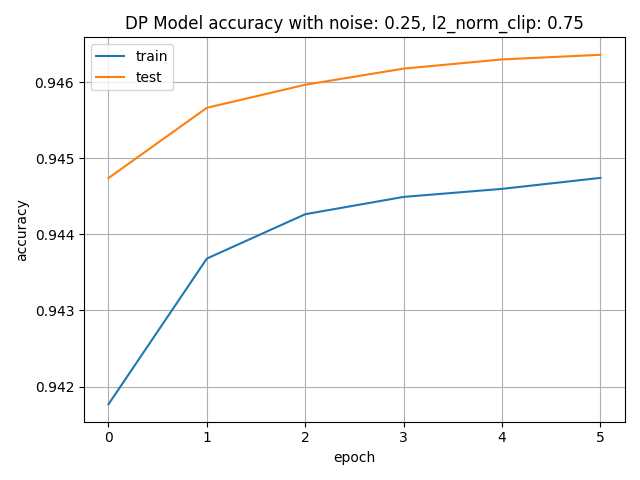 DP Model accuracy with noise: 0.25, l2_norm_clip: 0.75
train
test
0.946
0.945
0.944
0.943
0.942
accuracy
0 1 2 3 4 5
epoch